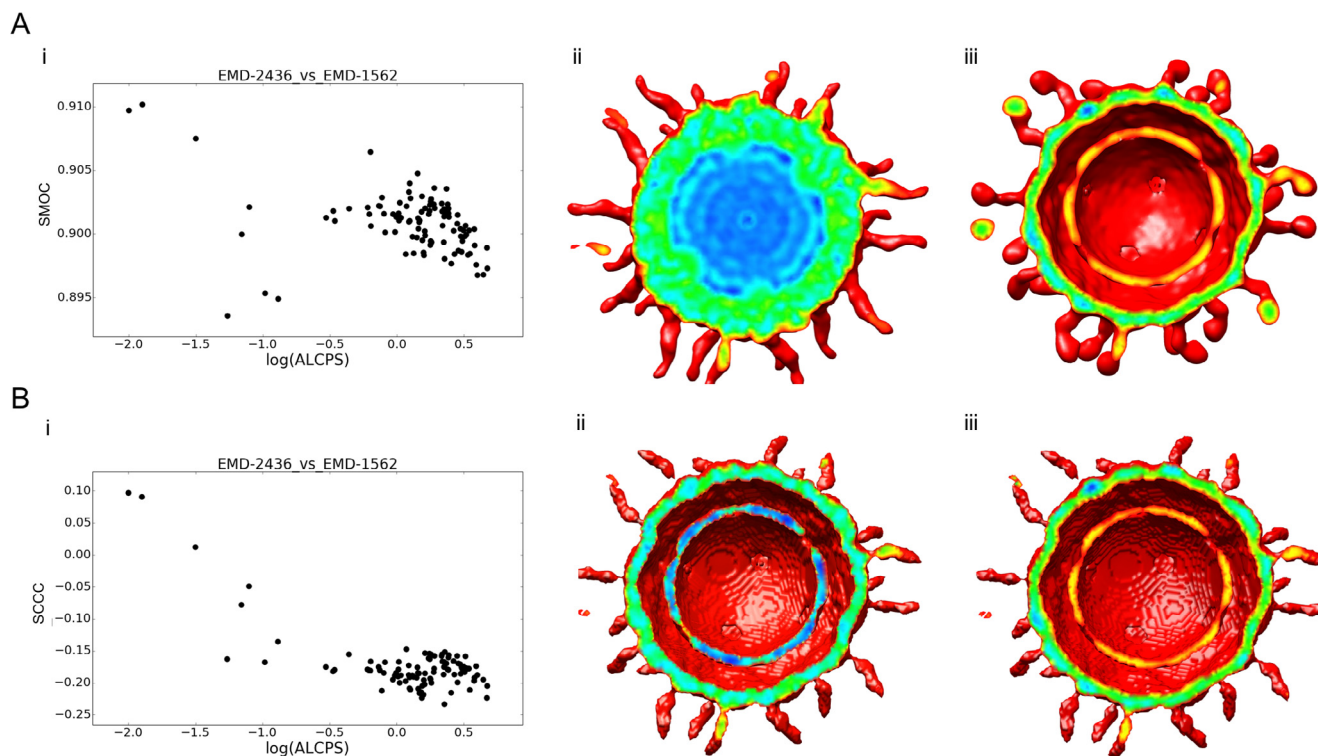 A
i
ii
iii
EMD-2436_vs_EMD-1562
0.910
0.905
0.900
0.895
SMOC
−2.0 −1.5 −1.0 −0.5 0.0 0.5
log(ALCPS)
B
i
ii
iii
EMD-2436_vs_EMD-1562
0.10
0.05
0.00
−0.05
−0.10
−0.15
−0.20
−0.25
SCCC
−2.0 −1.5 −1.0 −0.5 0.0 0.5
log(ALCPS)